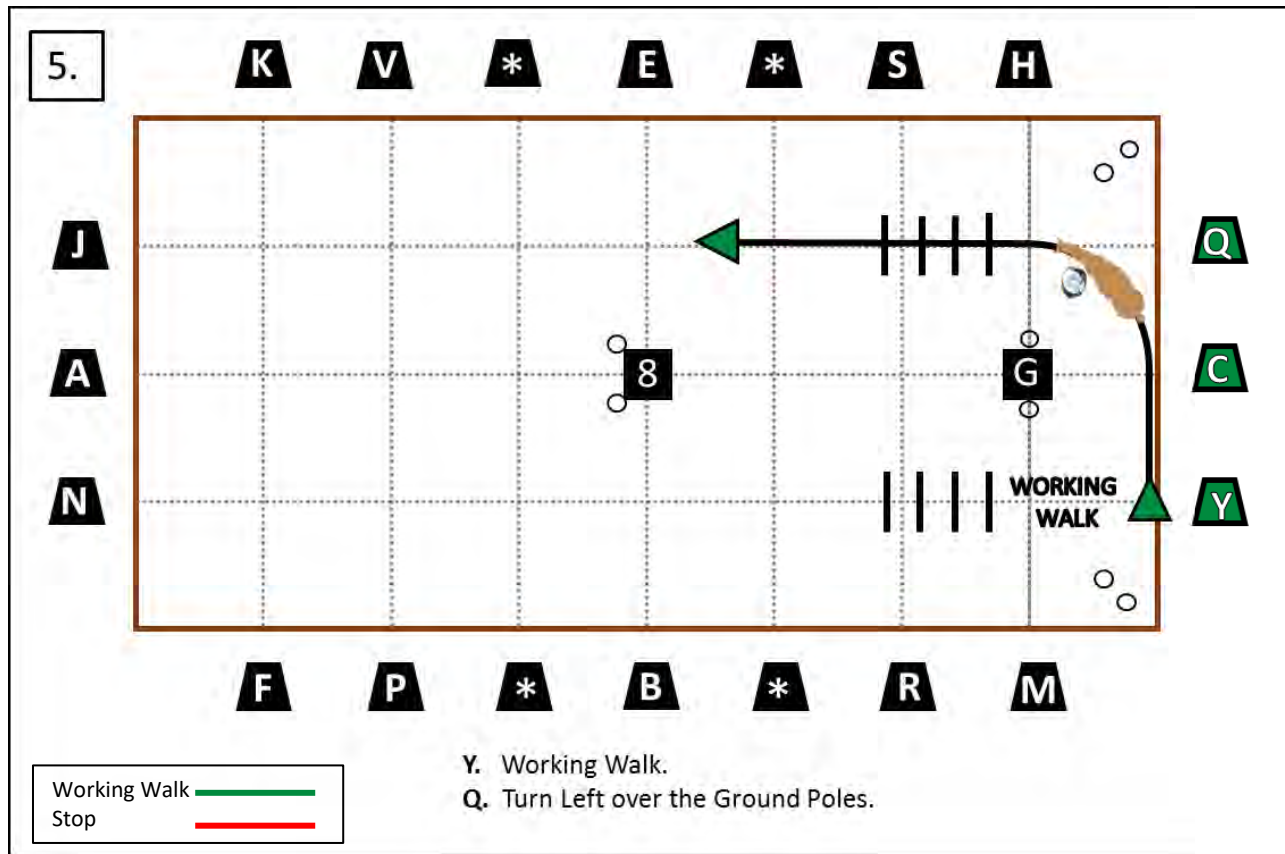 5.
K V * E * S H
J Q
A 8 G C
N WORKING Y
WALK
F P * B * R M
Y. Working Walk.
Q. Turn Left over the Ground Poles.
Working Walk
Stop